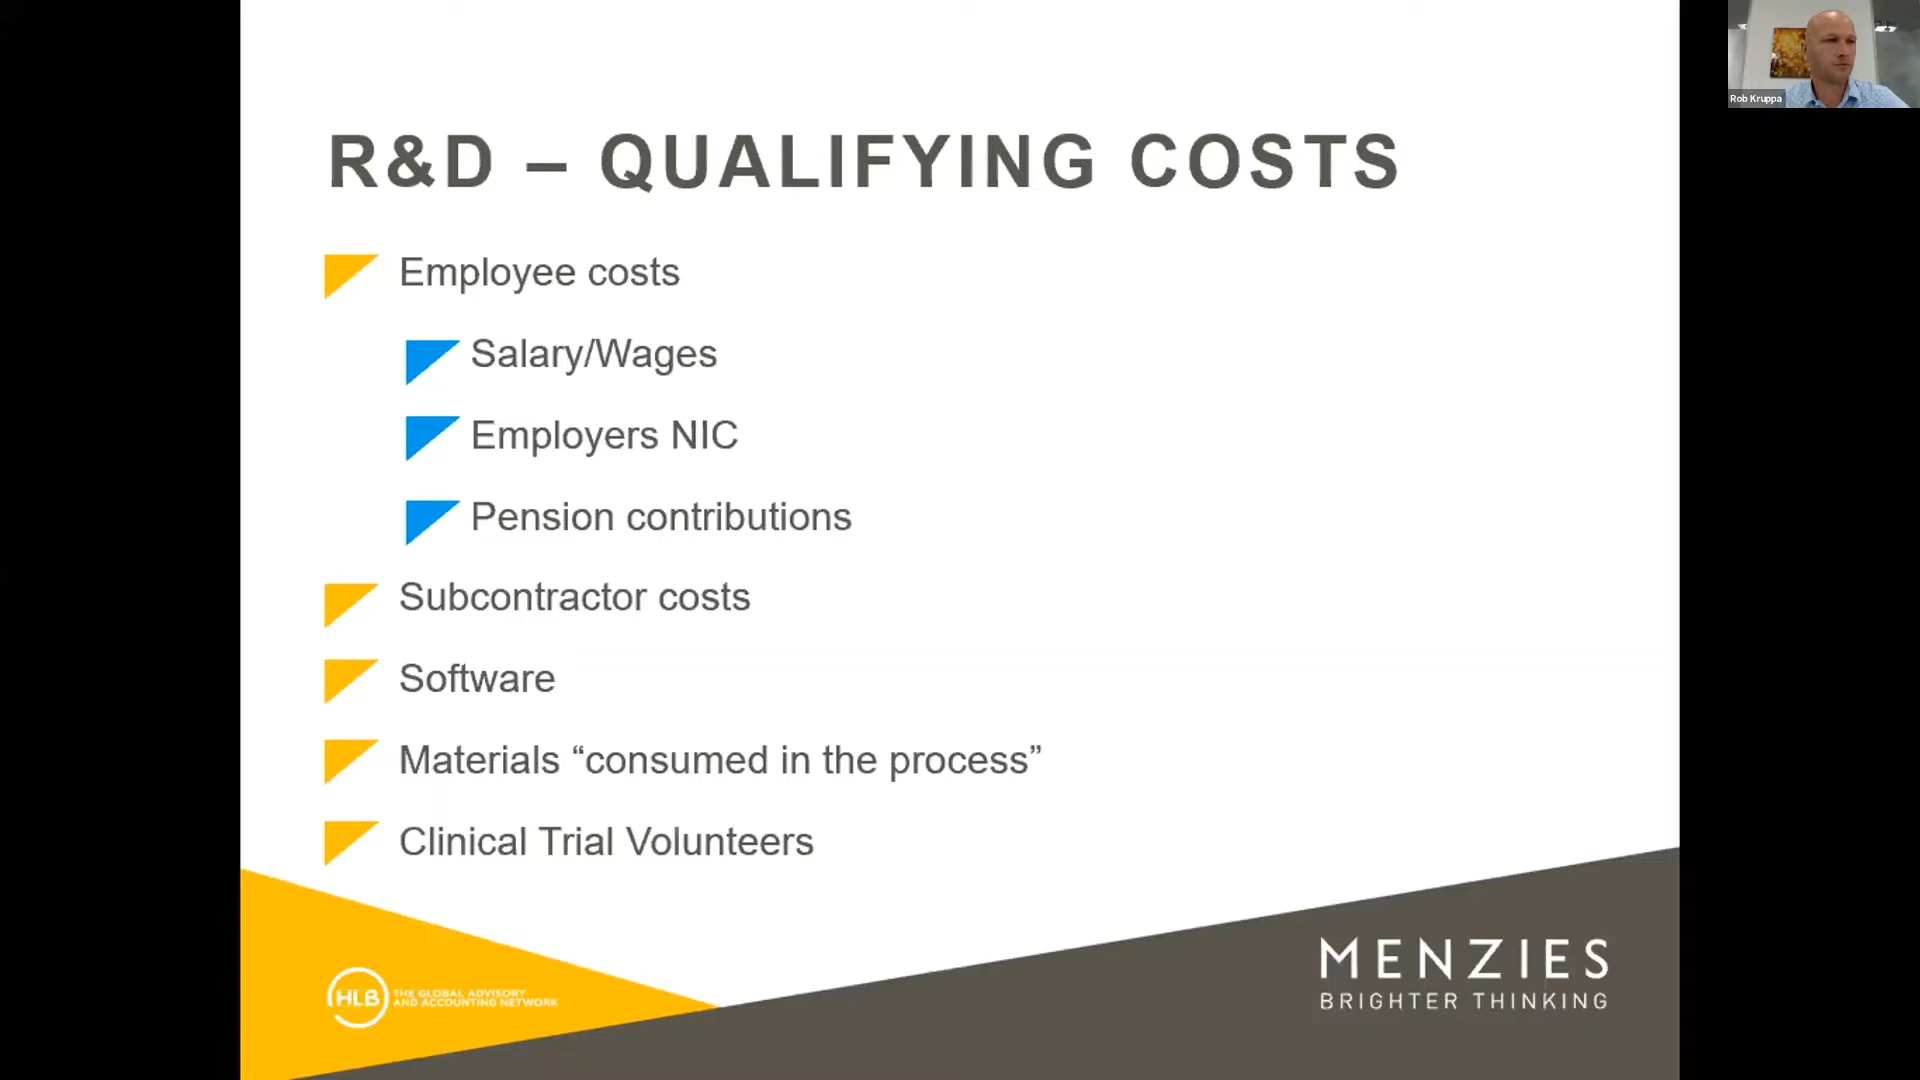 Rob Kruppa
R&D – QUALIFYING COSTS
Employee costs
Salary/Wages
Employers NIC
Pension contributions
Subcontractor costs
Software
Materials “consumed in the process”
Clinical Trial Volunteers
HLB
THE GLOBAL ADVISORY
AND ACCOUNTING NETWORK
MENZIES
BRIGHTER THINKING